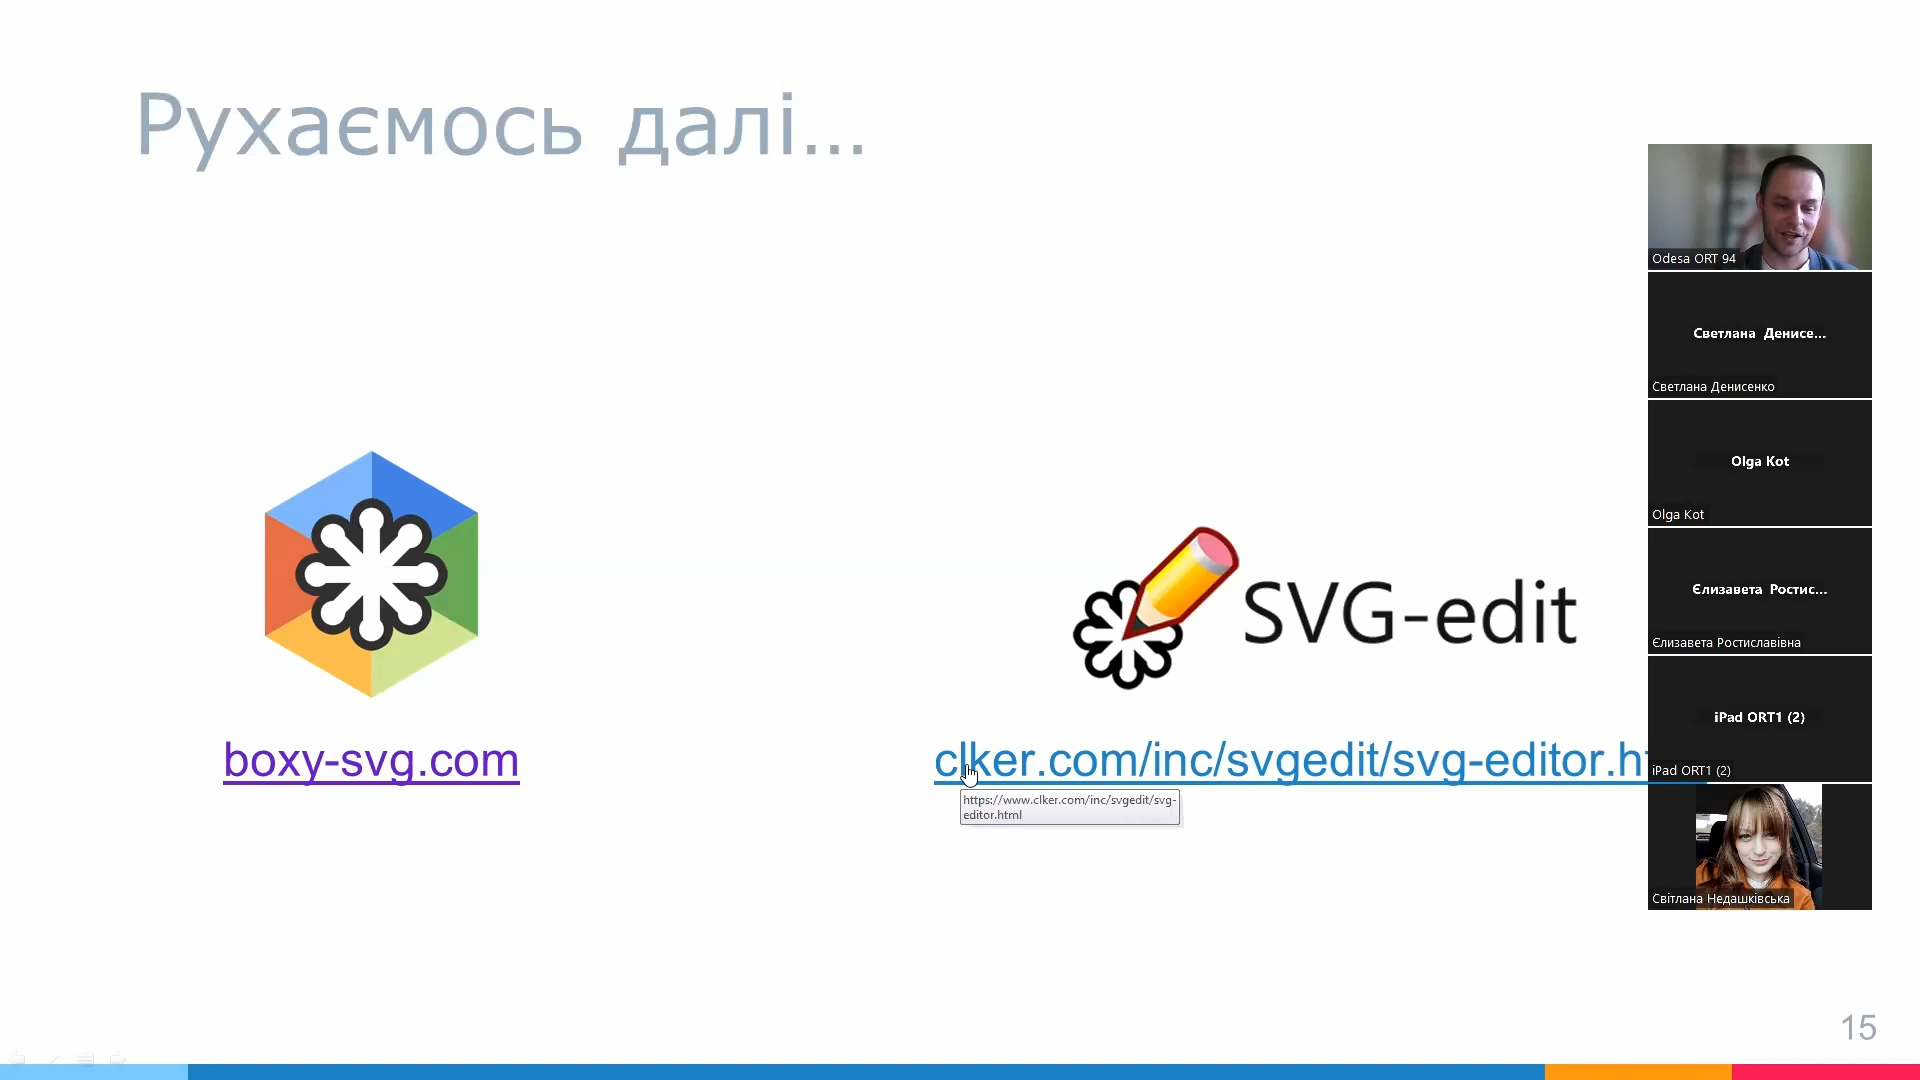 Рухаємось далі...
Odesa ORT 94
Светлана Денисе...
Светлана Денисенко
Olga Kot
Olga Kot
SVG-edit
Єлизавета Ростис...
Єлизавета Ростиславівна
boxy-svg.com
clker.com/inc/svgedit/svg-editor.h
iPad ORT1 (2)
iPad ORT1 (2)
https://www.clker.com/inc/svgedit/svg-
editor.html
Світлана Недашківська
15